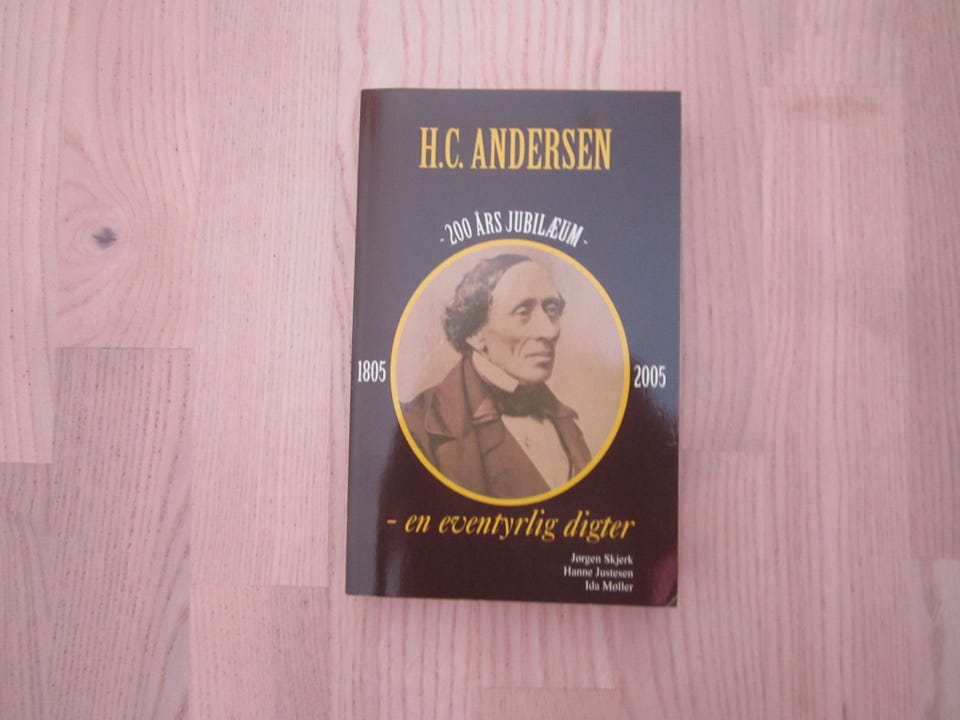 H.C. ANDERSEN
- 200 ÅRS JUBILÆUM -
1805
2005
- en eventyrlig digter
Jørgen Skjerk
Hanne Justesen
Ida Møller